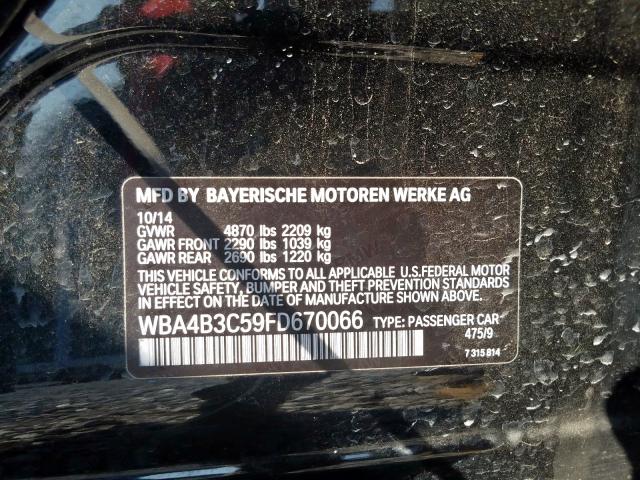 MFD BY BAYERISCHE MOTOREN WERKE AG
10/14
GVWR 4870 lbs 2209 kg
GAWR FRONT 2290 lbs 1039 kg
GAWR REAR 2690 lbs 1220 kg
THIS VEHICLE CONFORMS TO ALL APPLICABLE U.S.FEDERAL MOTOR
VEHICLE SAFETY, BUMPER, AND THEFT PREVENTION STANDARDS
IN EFFECT ON THE DATE OF MANUFACTURE SHOWN ABOVE.
WBA4B3C59FD670066 TYPE: PASSENGER CAR
475/9
7 315 814